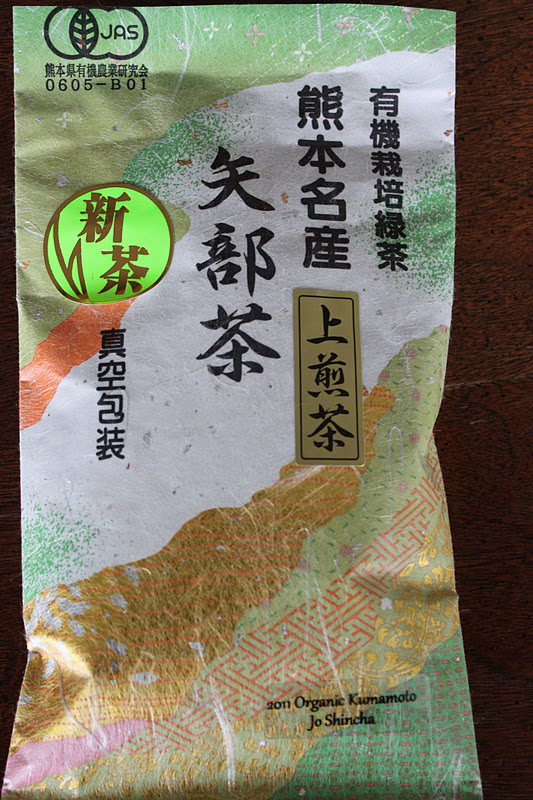 JAS
熊本県有機農業研究会
0605-B01
有機栽培緑茶
熊本名産
上煎茶
矢部茶
新茶
真空包装
2011 Organic Kumamoto
Jo Shincha